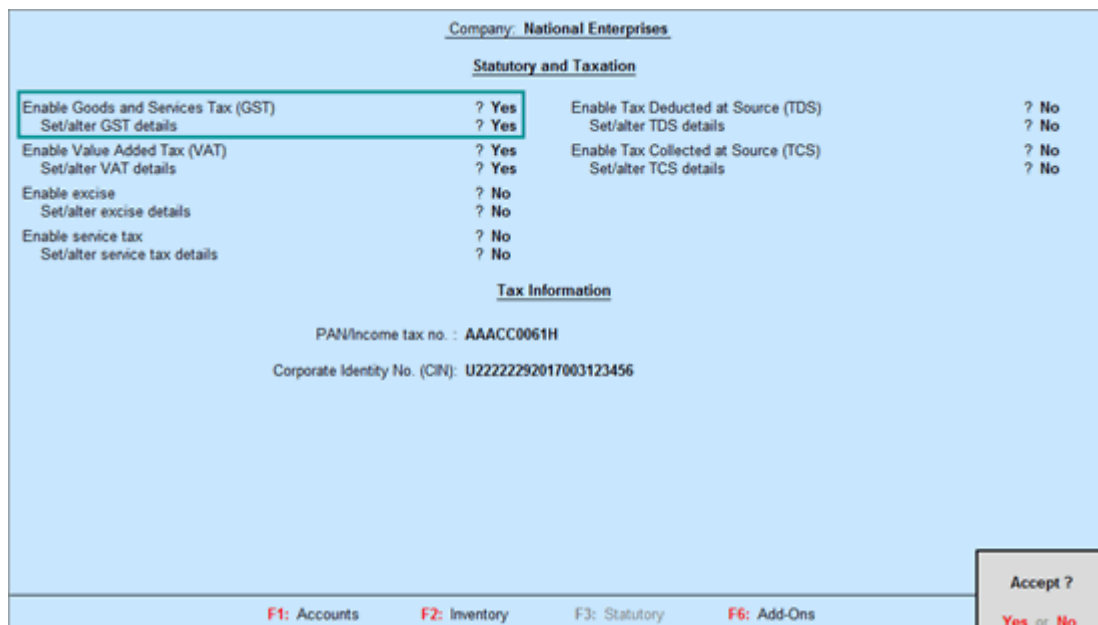 Company: National Enterprises
Statutory and Taxation
Enable Goods and Services Tax (GST) ? Yes Enable Tax Deducted at Source (TDS) ? No
Set/alter GST details ? Yes Set/alter TDS details ? No
Enable Value Added Tax (VAT) ? Yes Enable Tax Collected at Source (TCS) ? No
Set/alter VAT details ? Yes Set/alter TCS details ? No
Enable excise ? No
Set/alter excise details ? No
Enable service tax ? No
Set/alter service tax details ? No
Tax Information
PAN/Income tax no. : AAACC0061H
Corporate Identity No. (CIN): U22222292017003123456
Accept ?
F1: Accounts F2: Inventory F3: Statutory F6: Add-Ons
Yes or No